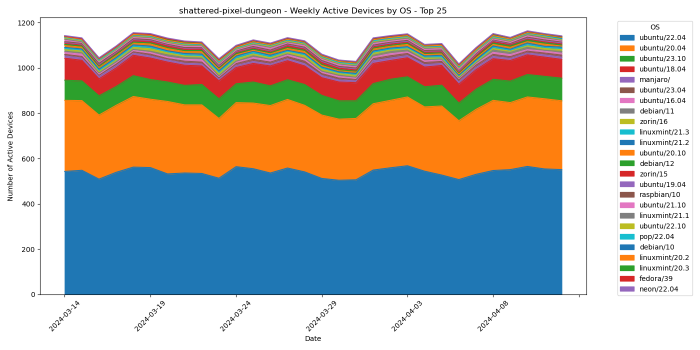 shattered-pixel-dungeon - Weekly Active Devices by OS - Top 25
1200
1000
800
600
400
200
0
Number of Active Devices
2024-03-14
2024-03-19
2024-03-24
2024-03-29
2024-04-03
2024-04-08
Date
OS
ubuntu/22.04
ubuntu/20.04
ubuntu/23.10
ubuntu/18.04
manjaro/
ubuntu/23.04
ubuntu/16.04
debian/11
zorin/16
linuxmint/21.3
linuxmint/21.2
ubuntu/20.10
debian/12
zorin/15
ubuntu/19.04
raspbian/10
ubuntu/21.10
linuxmint/21.1
ubuntu/22.10
pop/22.04
debian/10
linuxmint/20.2
linuxmint/20.3
fedora/39
neon/22.04